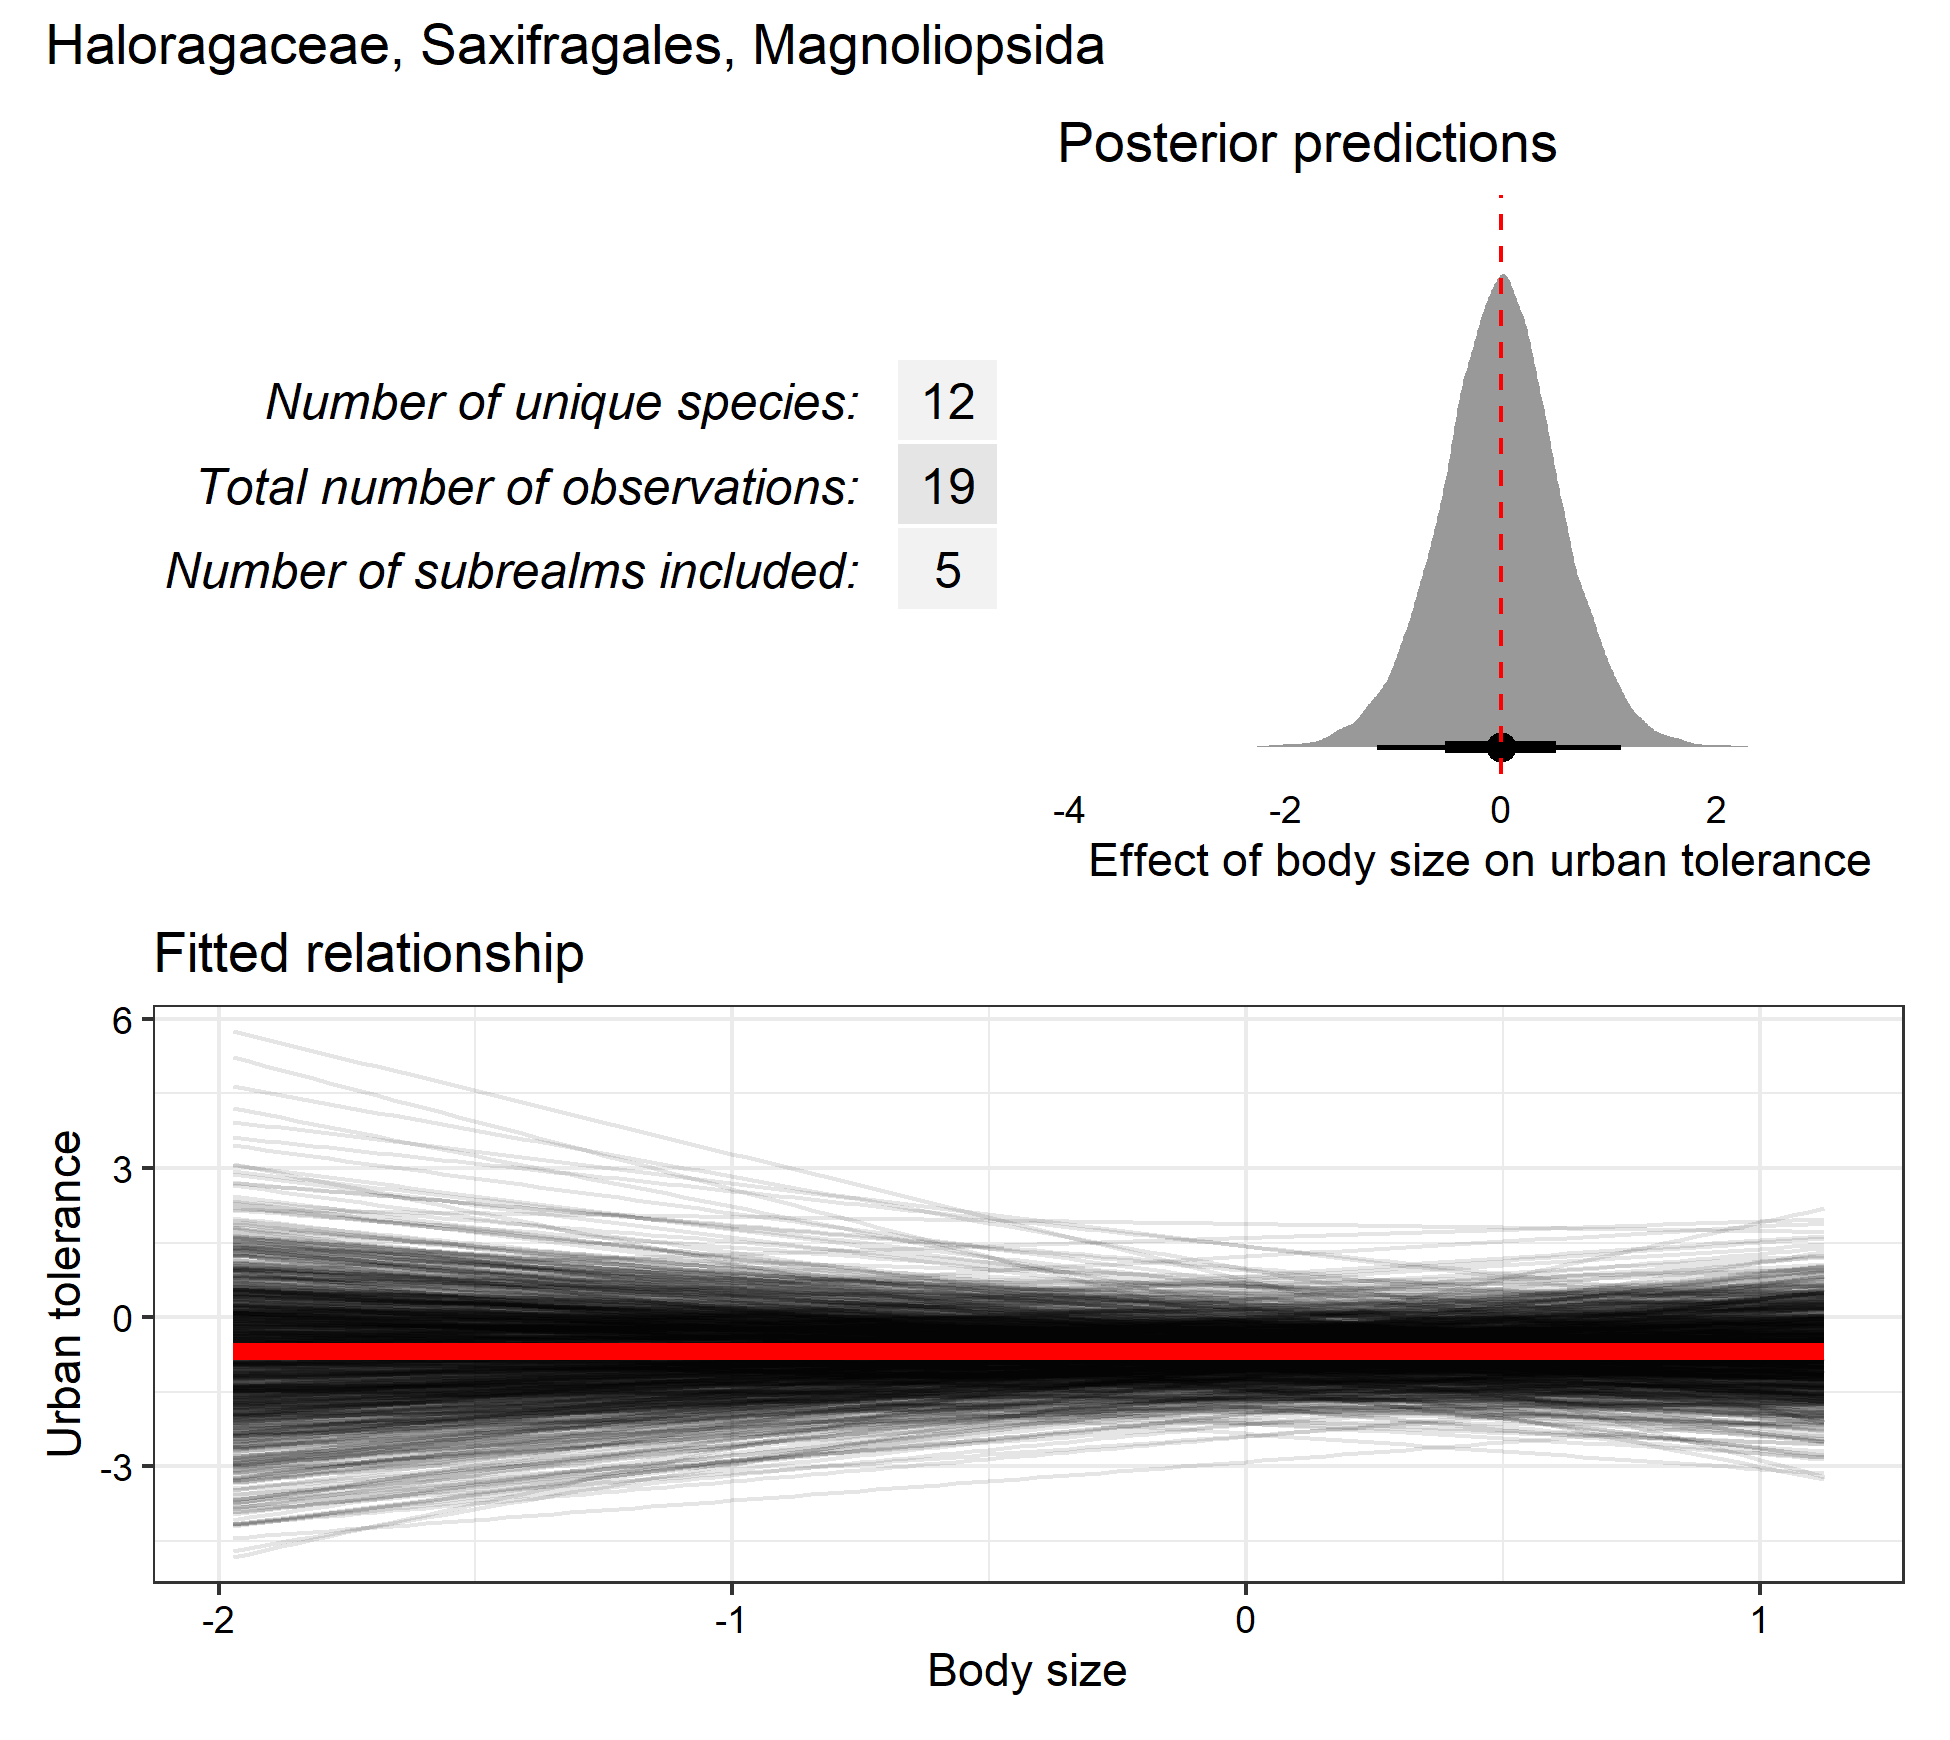 Haloragaceae, Saxifragales, Magnoliopsida
Posterior predictions
Number of unique species: 12
Total number of observations: 19
Number of subrealms included: 5
-4 -2 0 2
Effect of body size on urban tolerance
Fitted relationship
6
3
0
-3
Urban tolerance
-2 -1 0 1
Body size